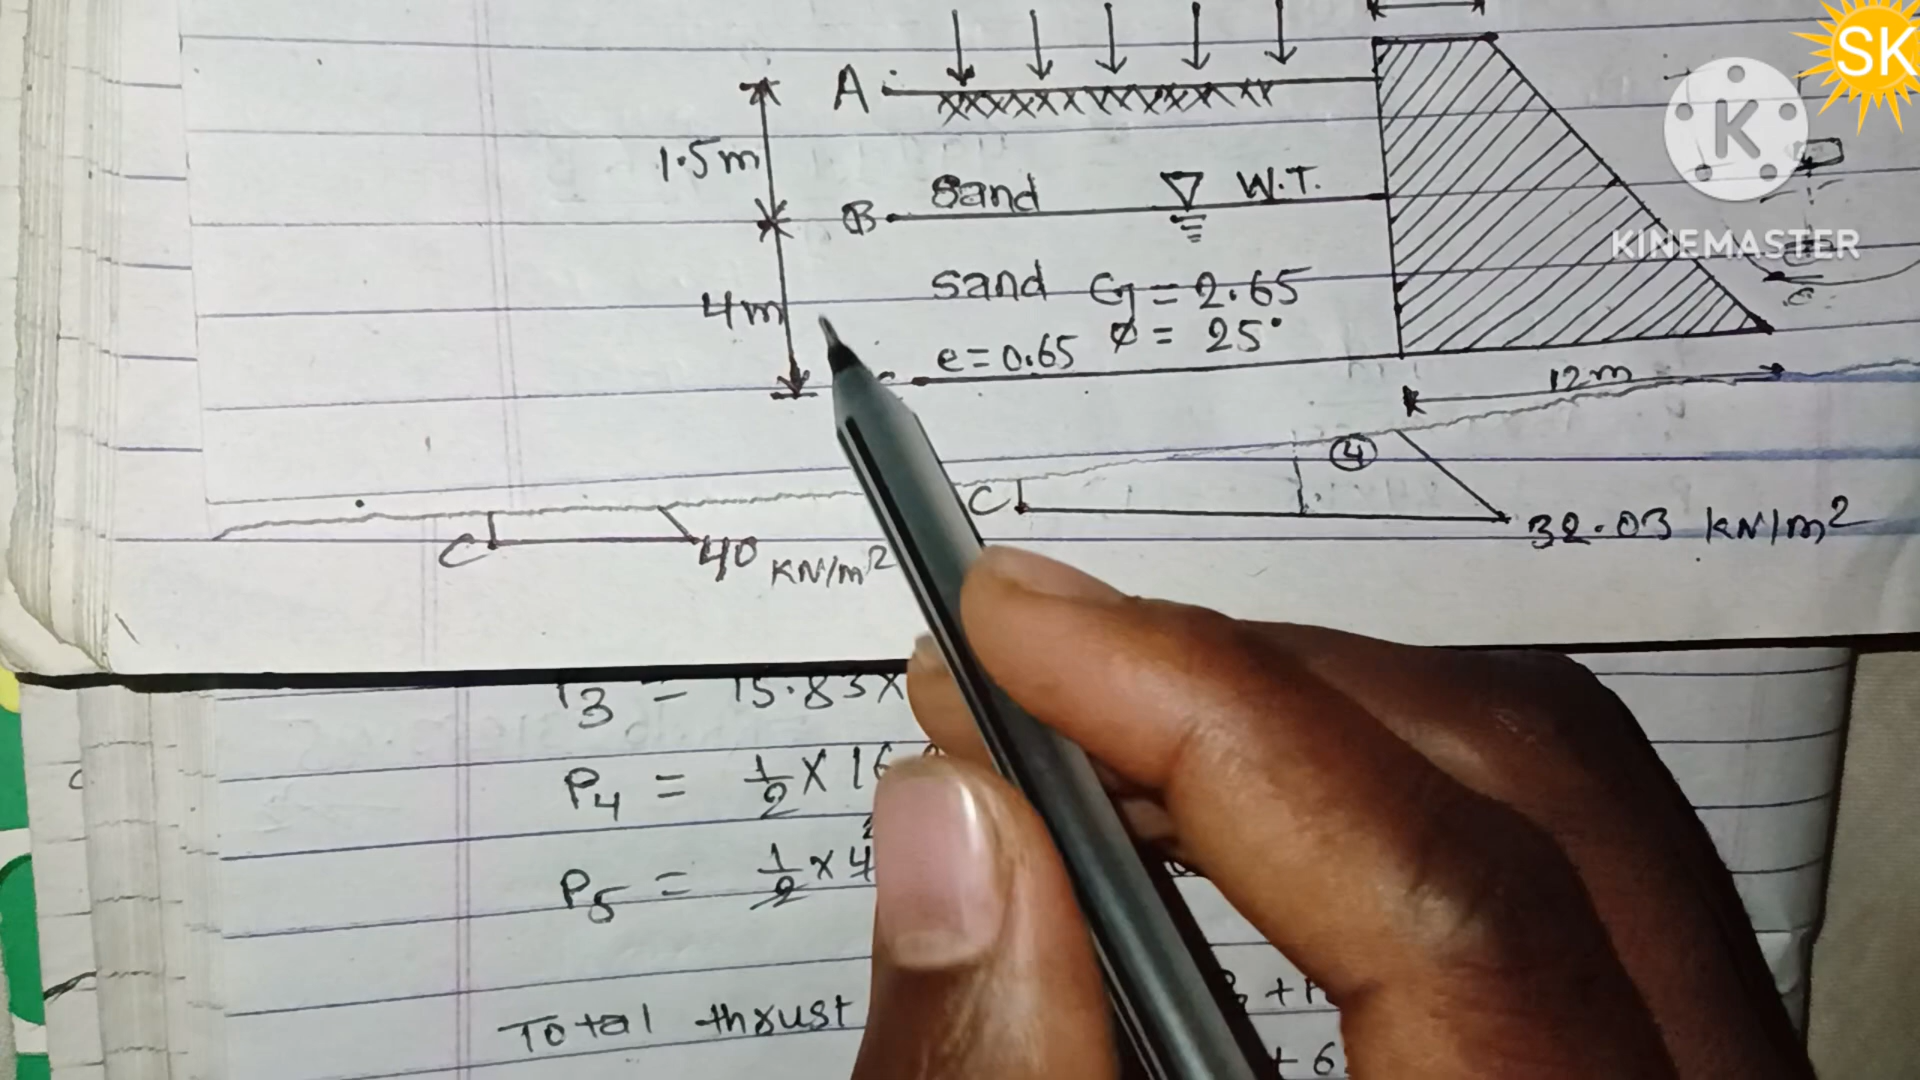 SK
K
KINEMASTER
A
1.5m
Sand W.T.
B
Sand G = 2.65
4m
e=0.65 ø = 25°
12m
4
C
32.03 KN/m²
C
40 KN/m²
P3 = 15.83×
P4 = 1/2 × 16
P5 = 1/2 × 4
Total thrust
+ 6